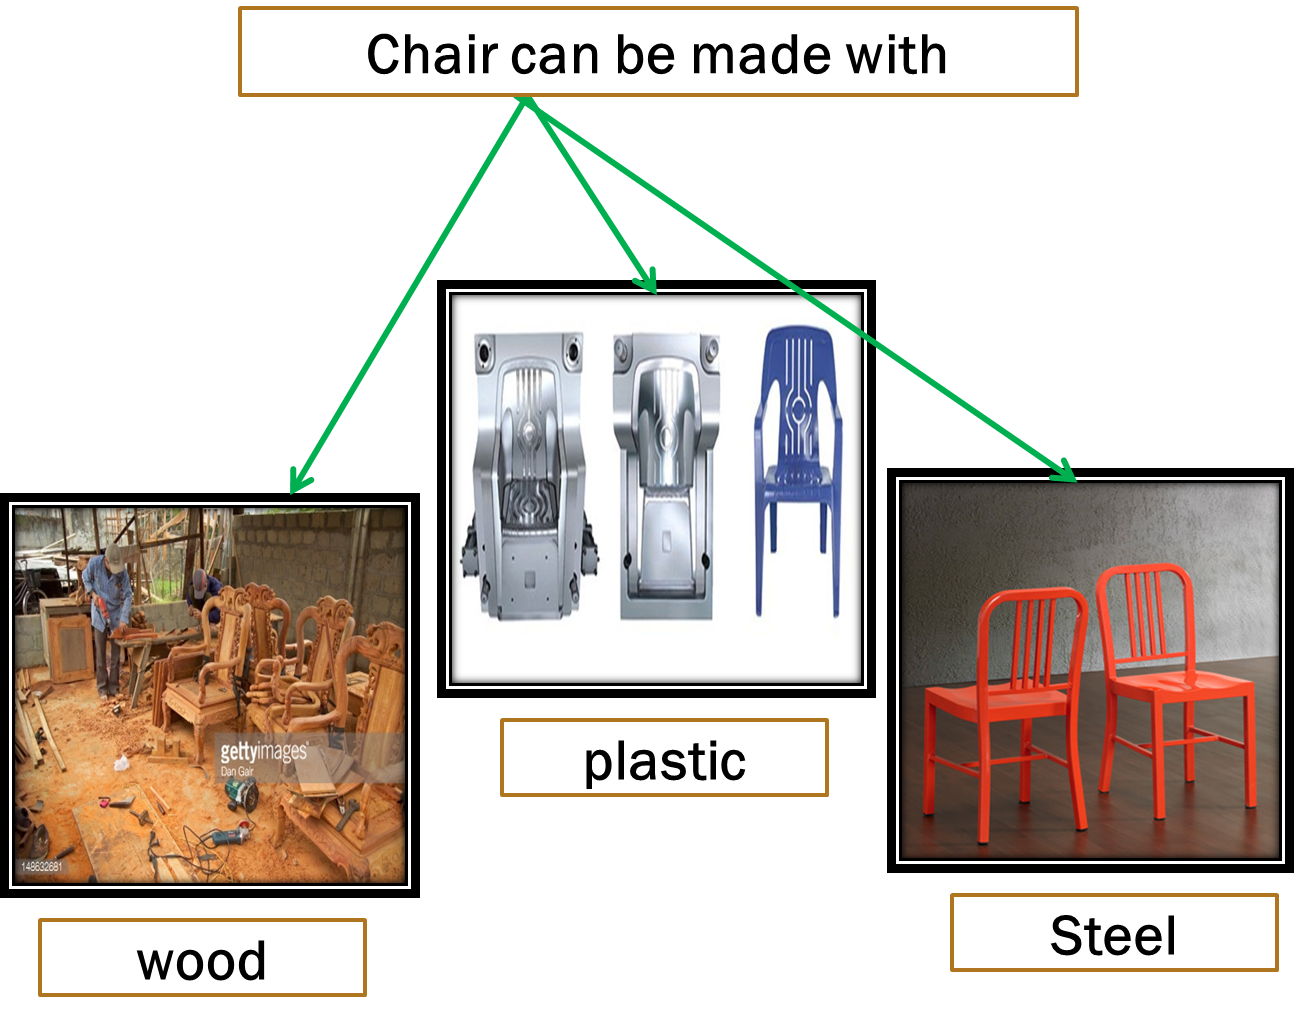 Chair can be made with
plastic
gettyimages
Dan Gair
148632681
wood
Steel